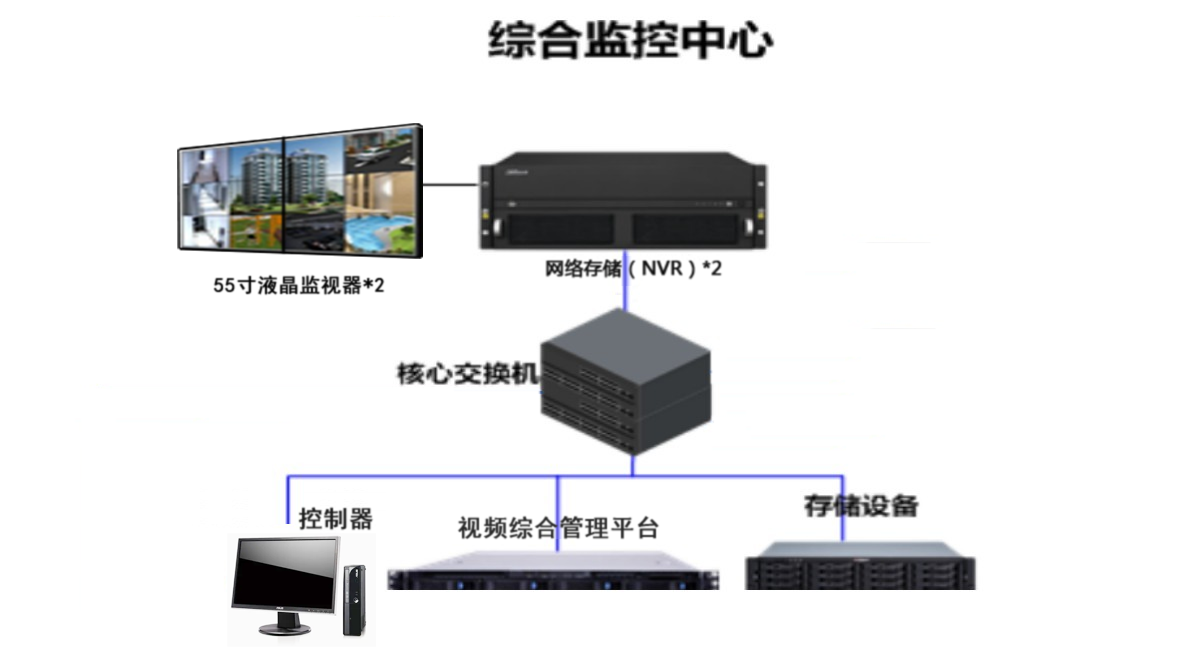 综合监控中心
55寸液晶监视器*2
网络存储（NVR）*2
核心交换机
控制器
视频综合管理平台
存储设备